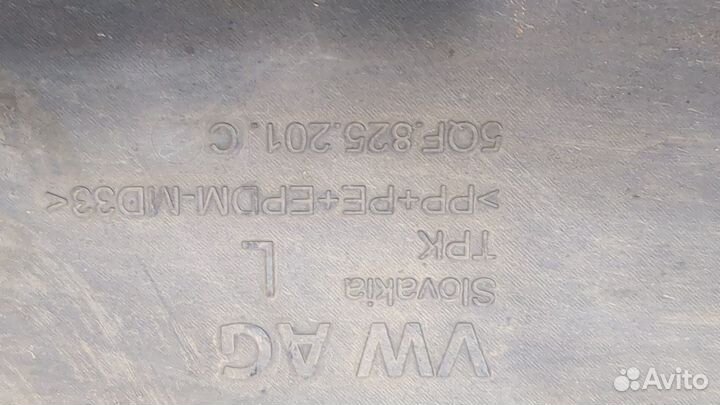 VW AG
Slovakia
TPK L.
>PP+PE+EPDM-MD33<
5QF.825.201.C
Avito